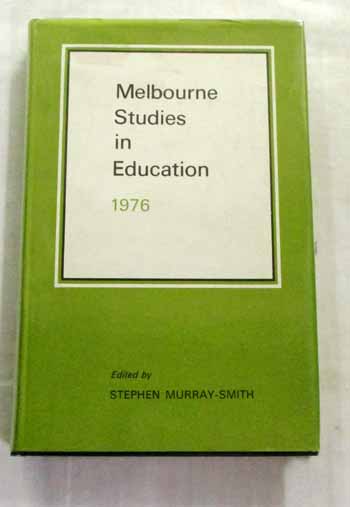 Melbourne
Studies
in
Education
1976
Edited by
STEPHEN MURRAY-SMITH